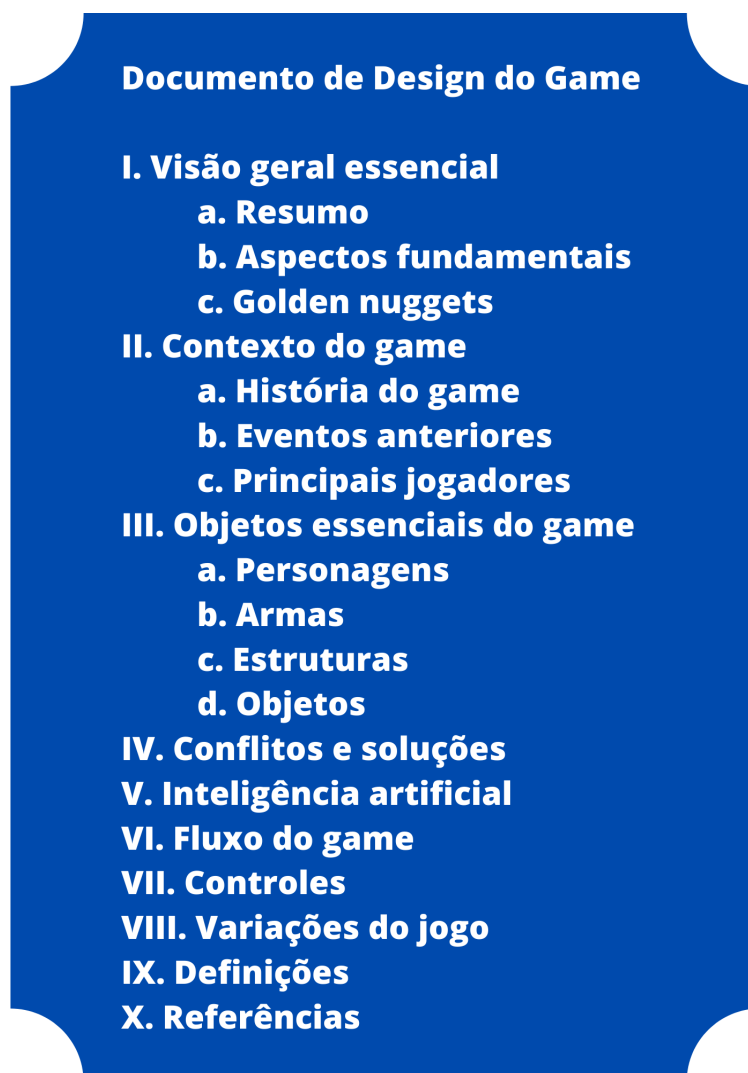 Documento de Design do Game
I. Visão geral essencial
a. Resumo
b. Aspectos fundamentais
c. Golden nuggets
II. Contexto do game
a. História do game
b. Eventos anteriores
c. Principais jogadores
III. Objetos essenciais do game
a. Personagens
b. Armas
c. Estruturas
d. Objetos
IV. Conflitos e soluções
V. Inteligência artificial
VI. Fluxo do game
VII. Controles
VIII. Variações do jogo
IX. Definições
X. Referências